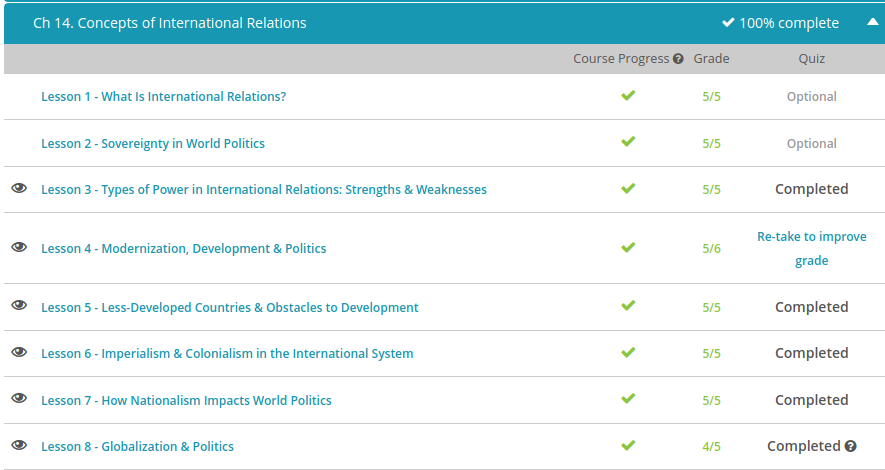 Ch 14. Concepts of International Relations 100% complete
Course Progress Grade Quiz
Lesson 1 - What Is International Relations? 5/5 Optional
Lesson 2 - Sovereignty in World Politics 5/5 Optional
Lesson 3 - Types of Power in International Relations: Strengths & Weaknesses 5/5 Completed
Lesson 4 - Modernization, Development & Politics 5/6 Re-take to improve
grade
Lesson 5 - Less-Developed Countries & Obstacles to Development 5/5 Completed
Lesson 6 - Imperialism & Colonialism in the International System 5/5 Completed
Lesson 7 - How Nationalism Impacts World Politics 5/5 Completed
Lesson 8 - Globalization & Politics 4/5 Completed